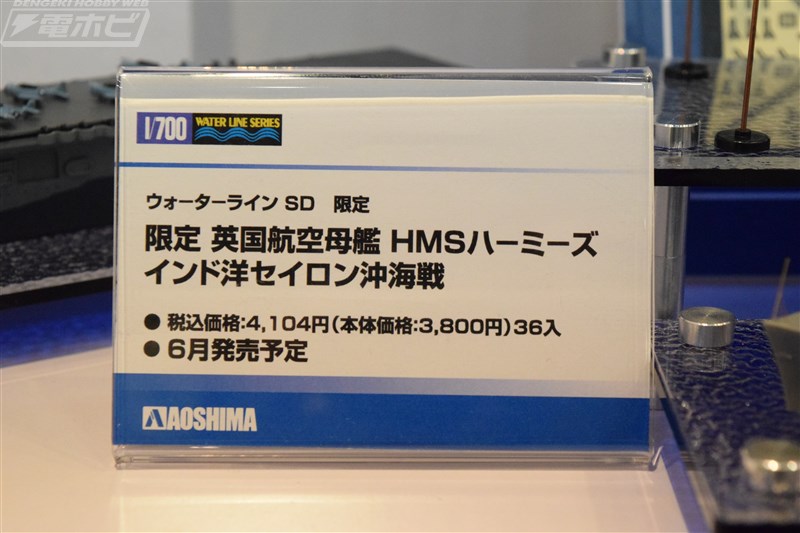 DENGEKI HOBBY WEB
電ホビ
1/700 WATER LINE SERIES
ウォーターライン SD 限定
限定 英国航空母艦 HMSハーミーズ
インド洋セイロン沖海戦
● 税込価格:4,104円(本体価格:3,800円)36入
● 6月発売予定
AOSHIMA